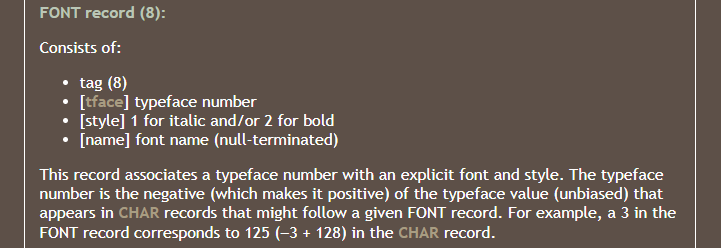 FONT record (8):
Consists of:
• tag (8)
• [tface] typeface number
• [style] 1 for italic and/or 2 for bold
• [name] font name (null-terminated)
This record associates a typeface number with an explicit font and style. The typeface
number is the negative (which makes it positive) of the typeface value (unbiased) that
appears in CHAR records that might follow a given FONT record. For example, a 3 in the
FONT record corresponds to 125 (−3 + 128) in the CHAR record.